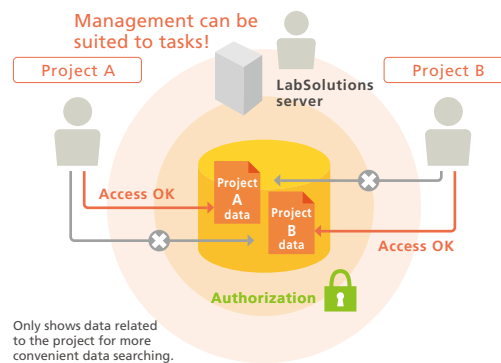 Management can be
suited to tasks!
Project A
Project B
LabSolutions
server
Project
A
data
Access OK
Project
B
data
Access OK
Authorization
Only shows data related
to the project for more
convenient data searching.